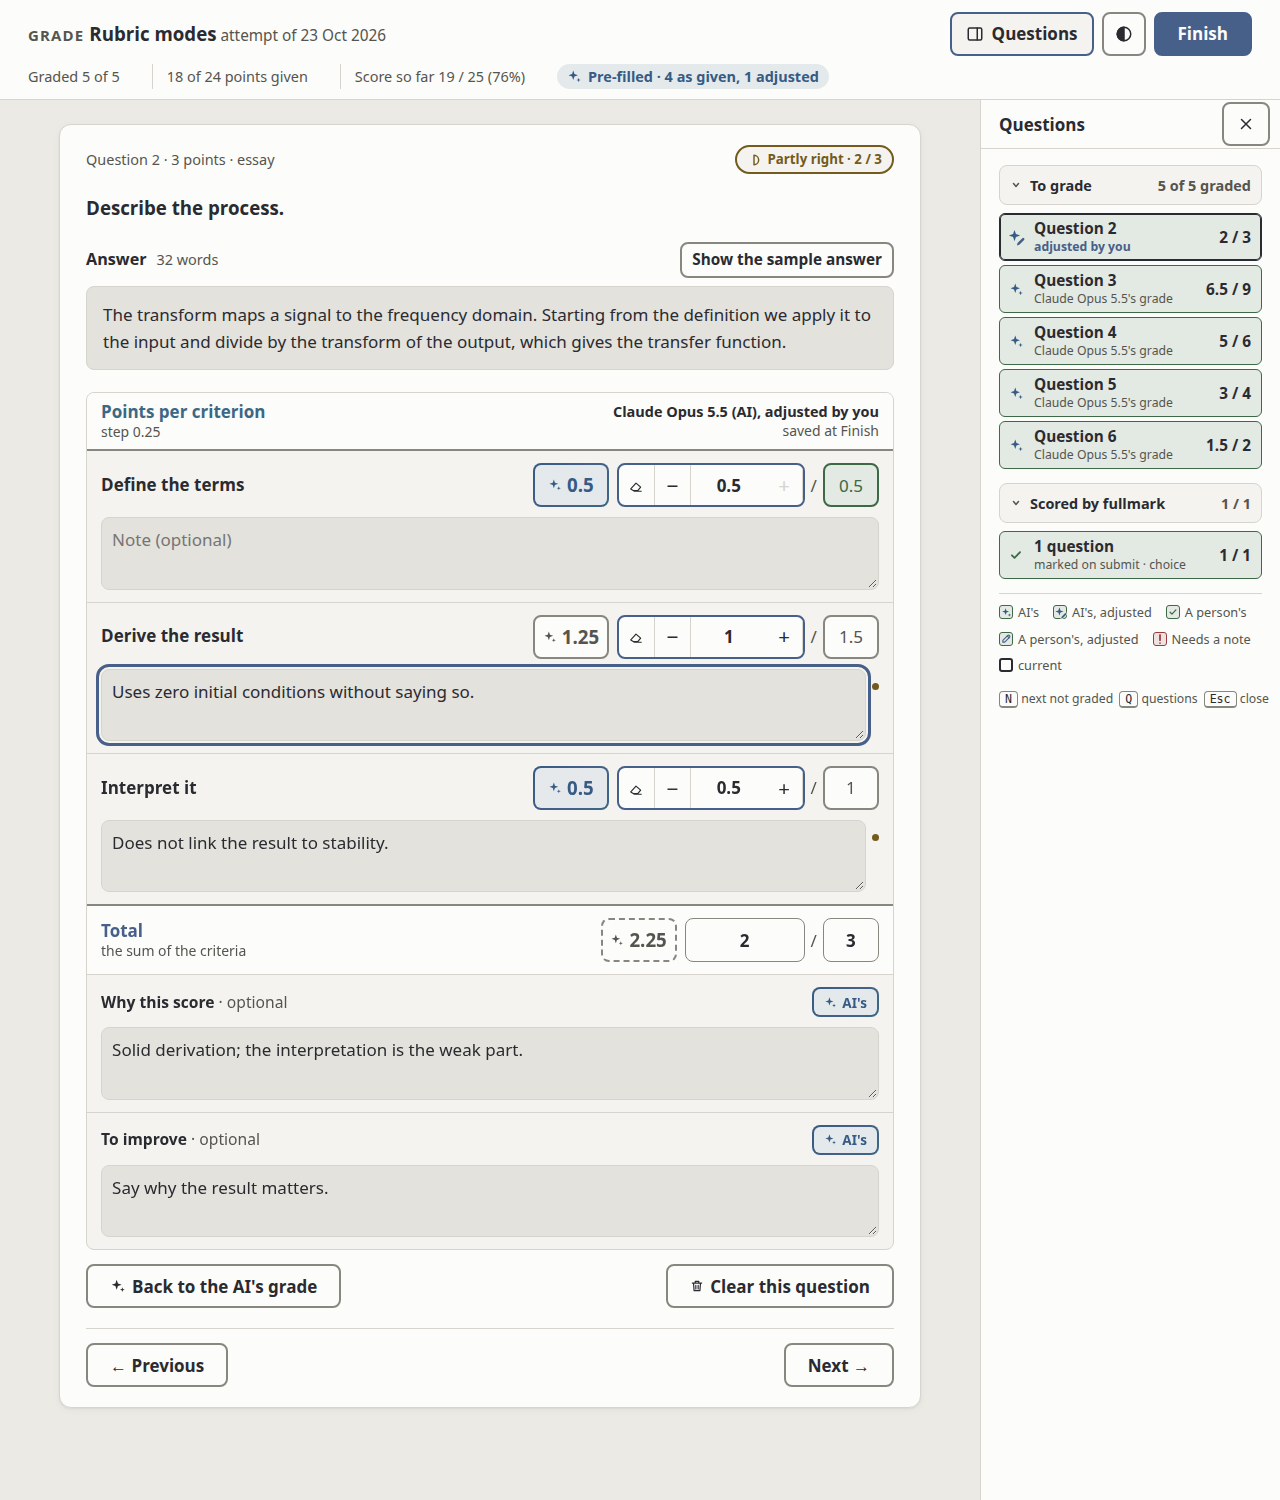 GRADE Rubric modes attempt of 23 Oct 2026
Questions
Finish
Graded 5 of 5
18 of 24 points given
Score so far 19 / 25 (76%)
Pre-filled · 4 as given, 1 adjusted
Question 2 · 3 points · essay
Partly right · 2 / 3
Describe the process.
Answer 32 words
Show the sample answer
The transform maps a signal to the frequency domain. Starting from the definition we apply it to
the input and divide by the transform of the output, which gives the transfer function.
Points per criterion
step 0.25
Claude Opus 5.5 (AI), adjusted by you
saved at Finish
Define the terms
0.5
− 0.5 + / 0.5
Note (optional)
Derive the result
1.25
− 1 + / 1.5
Uses zero initial conditions without saying so.
Interpret it
0.5
− 0.5 + / 1
Does not link the result to stability.
Total
the sum of the criteria
2.25
2 / 3
Why this score · optional
AI's
Solid derivation; the interpretation is the weak part.
To improve · optional
AI's
Say why the result matters.
Back to the AI's grade
Clear this question
← Previous
Next →
Questions
To grade 5 of 5 graded
Question 2
adjusted by you
2 / 3
Question 3
Claude Opus 5.5's grade
6.5 / 9
Question 4
Claude Opus 5.5's grade
5 / 6
Question 5
Claude Opus 5.5's grade
3 / 4
Question 6
Claude Opus 5.5's grade
1.5 / 2
Scored by fullmark 1 / 1
1 question
marked on submit · choice
1 / 1
AI's AI's, adjusted A person's
A person's, adjusted ! Needs a note
current
N next not graded Q questions Esc close